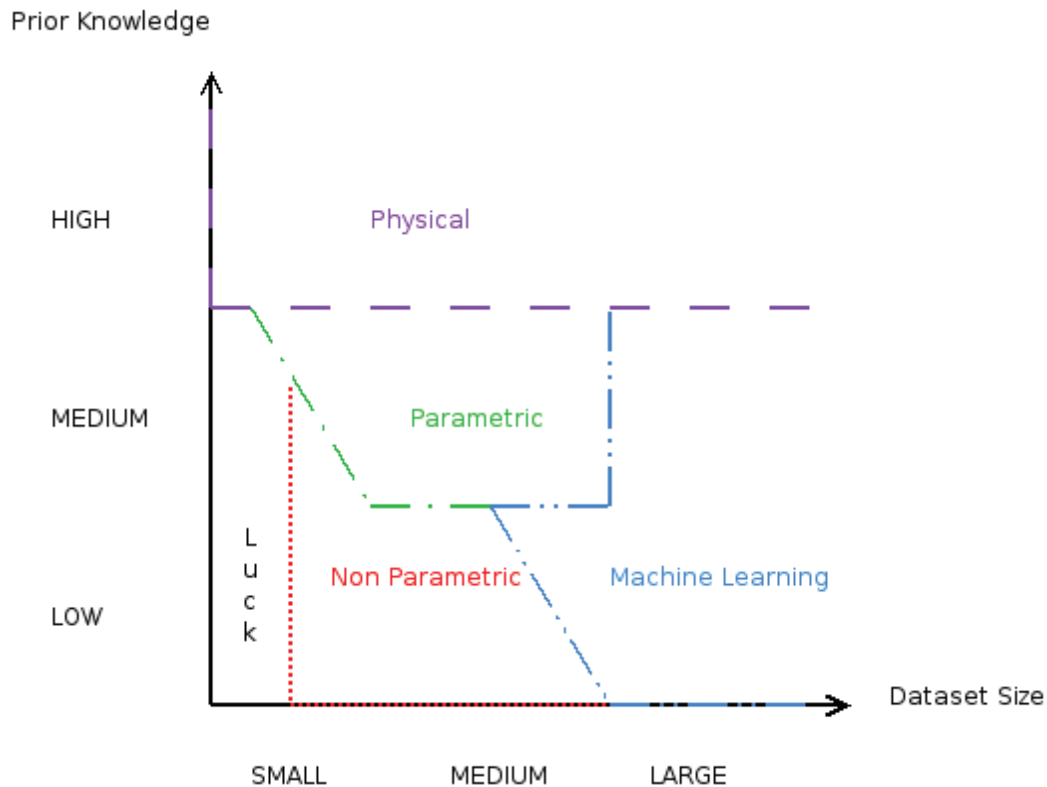 Prior Knowledge
HIGH
Physical
MEDIUM
Parametric
L
u
c
k
Non Parametric
Machine Learning
LOW
Dataset Size
SMALL
MEDIUM
LARGE